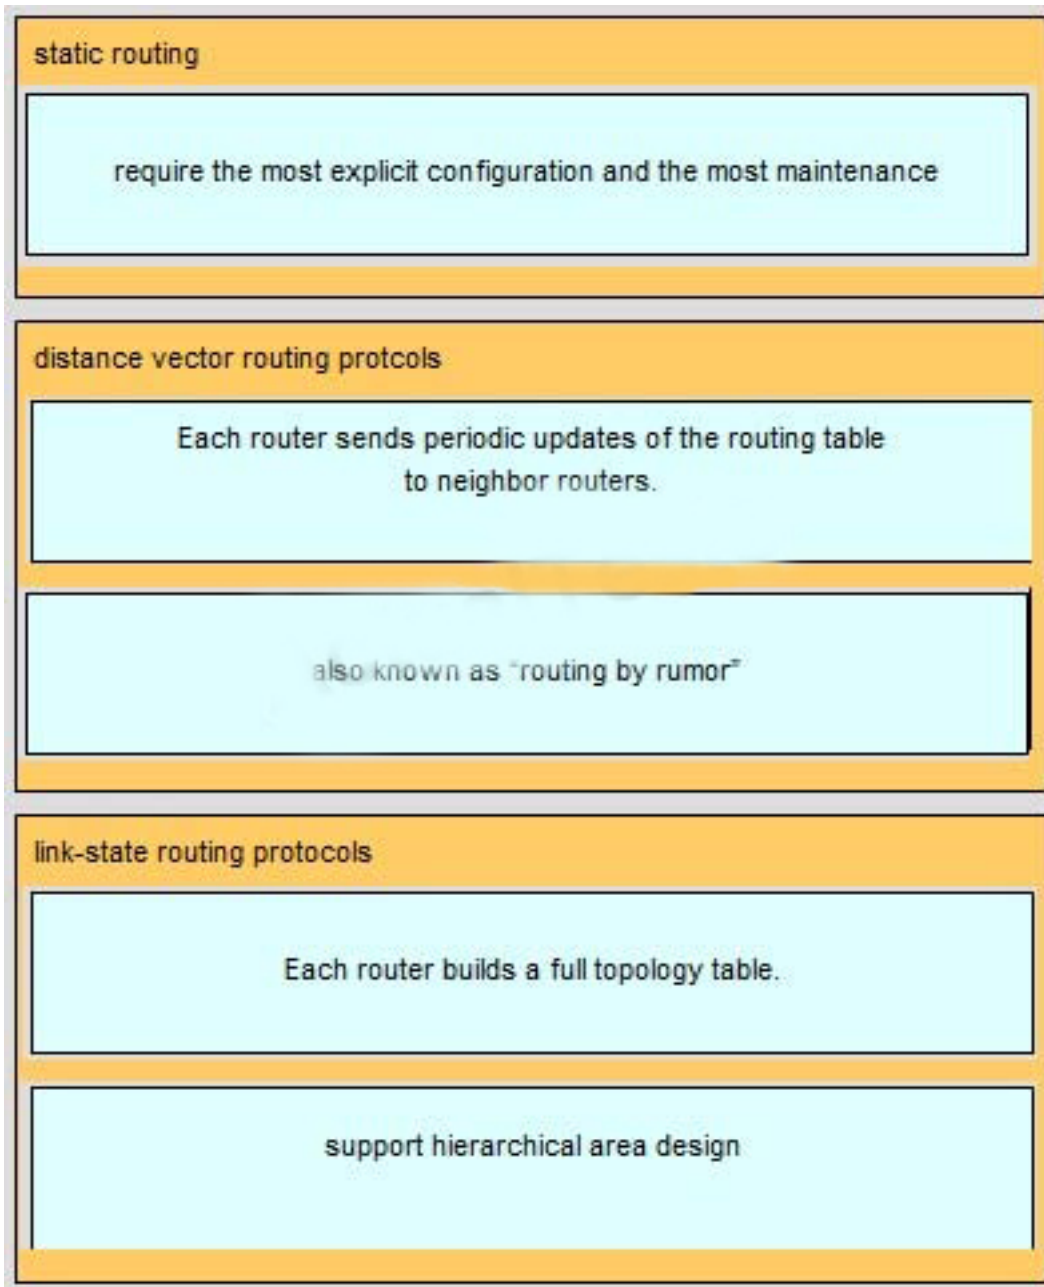 static routing
require the most explicit configuration and the most maintenance
distance vector routing protcols
Each router sends periodic updates of the routing table
to neighbor routers.
also known as "routing by rumor"
link-state routing protocols
Each router builds a full topology table.
support hierarchical area design